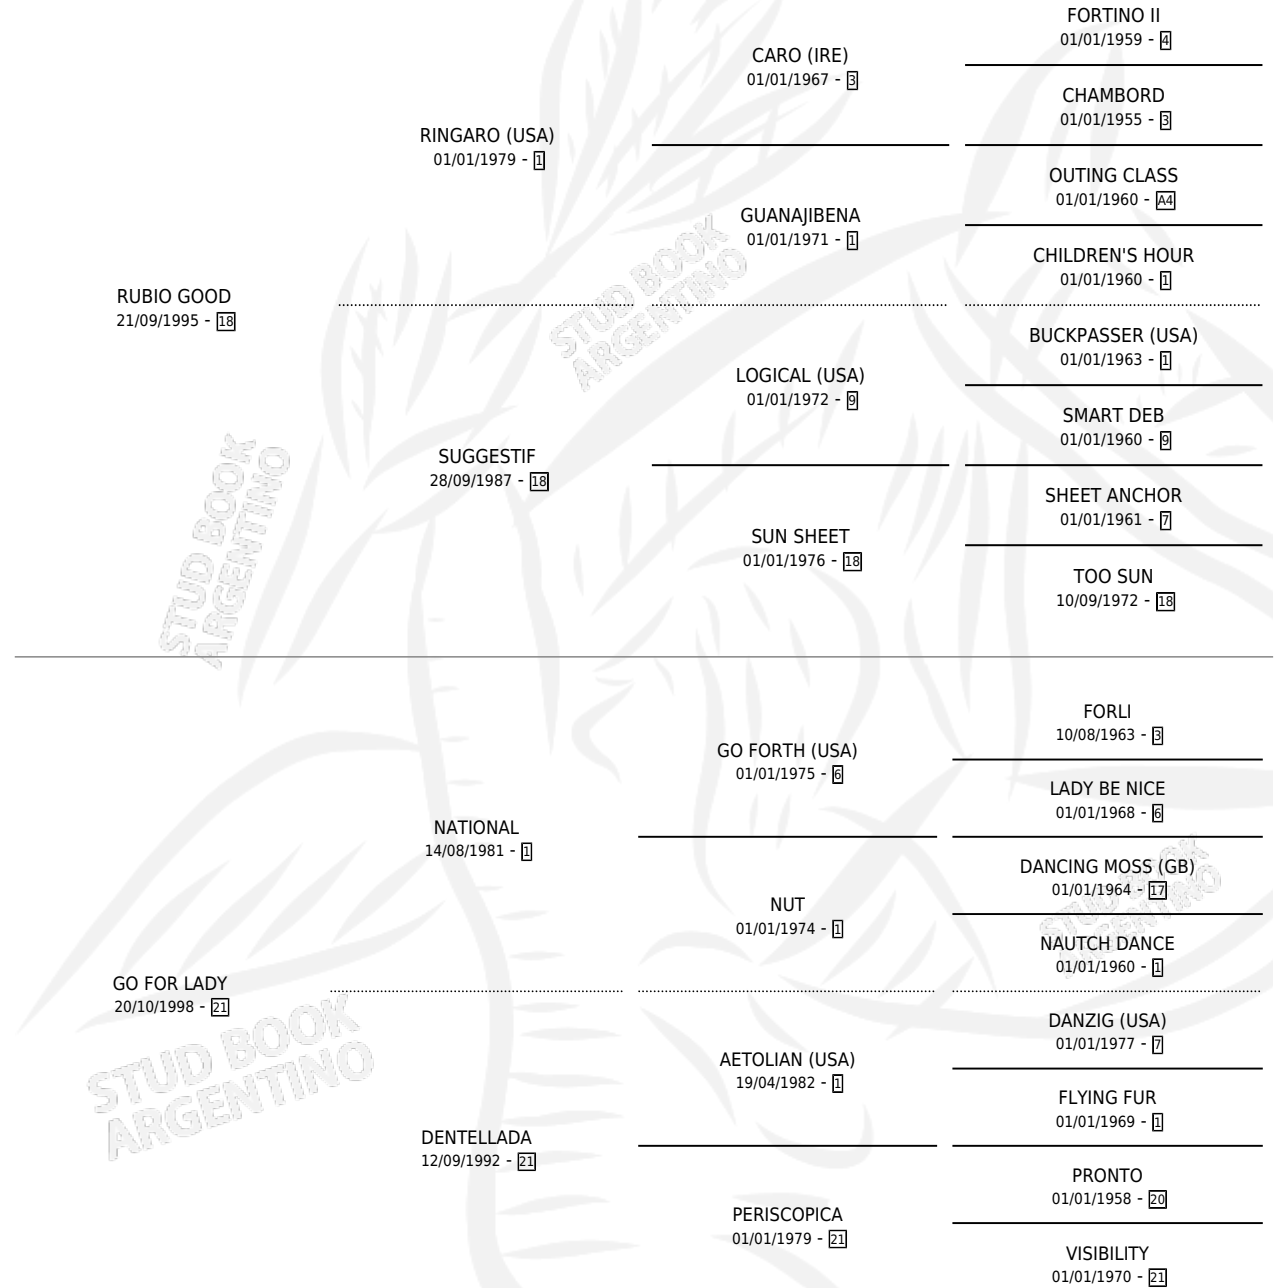 FORTINO II
01/01/1959 - 4
CARO (IRE)
01/01/1967 - 3
CHAMBORD
01/01/1955 - 3
RINGARO (USA)
01/01/1979 - 1
OUTING CLASS
01/01/1960 - A4
GUANAJIBENA
01/01/1971 - 1
CHILDREN'S HOUR
01/01/1960 - 1
RUBIO GOOD
21/09/1995 - 18
BUCKPASSER (USA)
01/01/1963 - 1
LOGICAL (USA)
01/01/1972 - 9
SMART DEB
01/01/1960 - 9
SUGGESTIF
28/09/1987 - 18
SHEET ANCHOR
01/01/1961 - 7
SUN SHEET
01/01/1976 - 18
TOO SUN
10/09/1972 - 18
STUD BOOK
ARGENTINO
STUD BOOK
ARGENTINO
FORLI
10/08/1963 - 3
GO FORTH (USA)
01/01/1975 - 6
LADY BE NICE
01/01/1968 - 6
NATIONAL
14/08/1981 - 1
DANCING MOSS (GB)
01/01/1964 - 17
NUT
01/01/1974 - 1
NAUTCH DANCE
01/01/1960 - 1
GO FOR LADY
20/10/1998 - 21
DANZIG (USA)
01/01/1977 - 7
AETOLIAN (USA)
19/04/1982 - 1
FLYING FUR
01/01/1969 - 1
DENTELLADA
12/09/1992 - 21
PRONTO
01/01/1958 - 20
PERISCOPICA
01/01/1979 - 21
VISIBILITY
01/01/1970 - 21
STUD BOOK
ARGENTINO
STUD BOOK
ARGENTINO